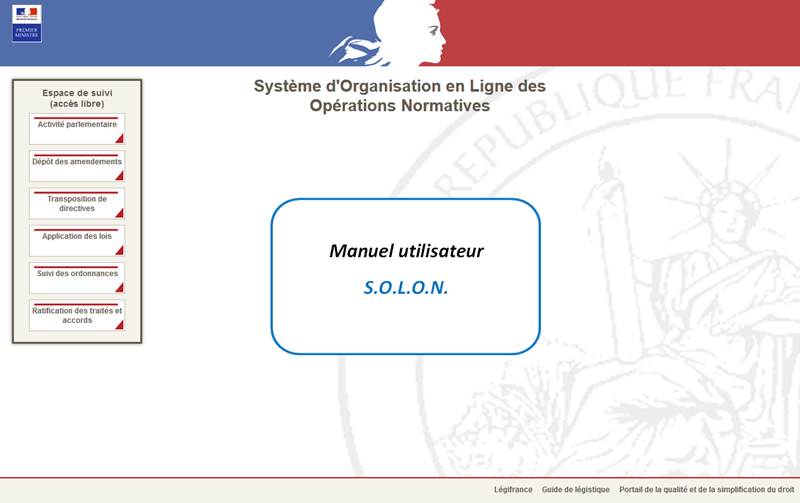 PREMIER
MINISTRE
Système d'Organisation en Ligne des
Opérations Normatives
RÉPUBLIQUE FRAN
Espace de suivi
(accès libre)
Activité parlementaire
Dépôt des amendements
Transposition de
directives
Application des lois
Suivi des ordonnances
Ratification des traités et
accords
Manuel utilisateur
S.O.L.O.N.
Légifrance Guide de légistique Portail de la qualité et de la simplification du droit